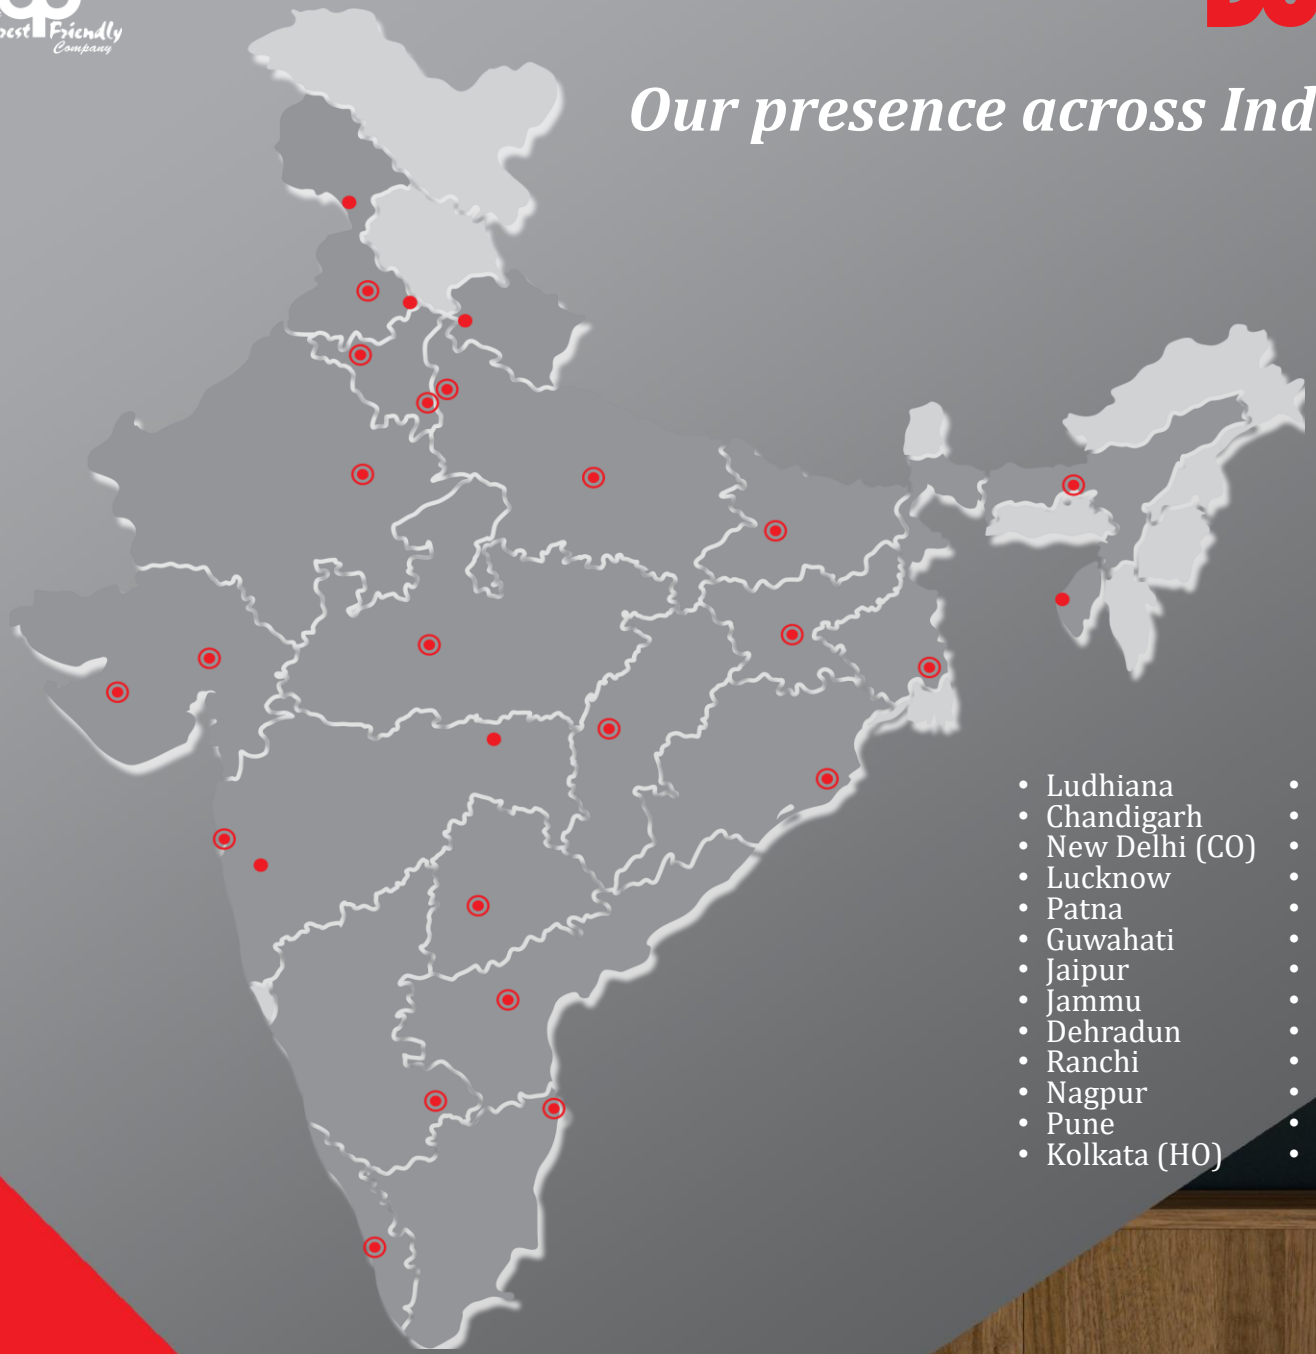 Friendly
Company
Our presence across Ind
• Ludhiana
• Chandigarh
• New Delhi (CO)
• Lucknow
• Patna
• Guwahati
• Jaipur
• Jammu
• Dehradun
• Ranchi
• Nagpur
• Pune
• Kolkata (HO)